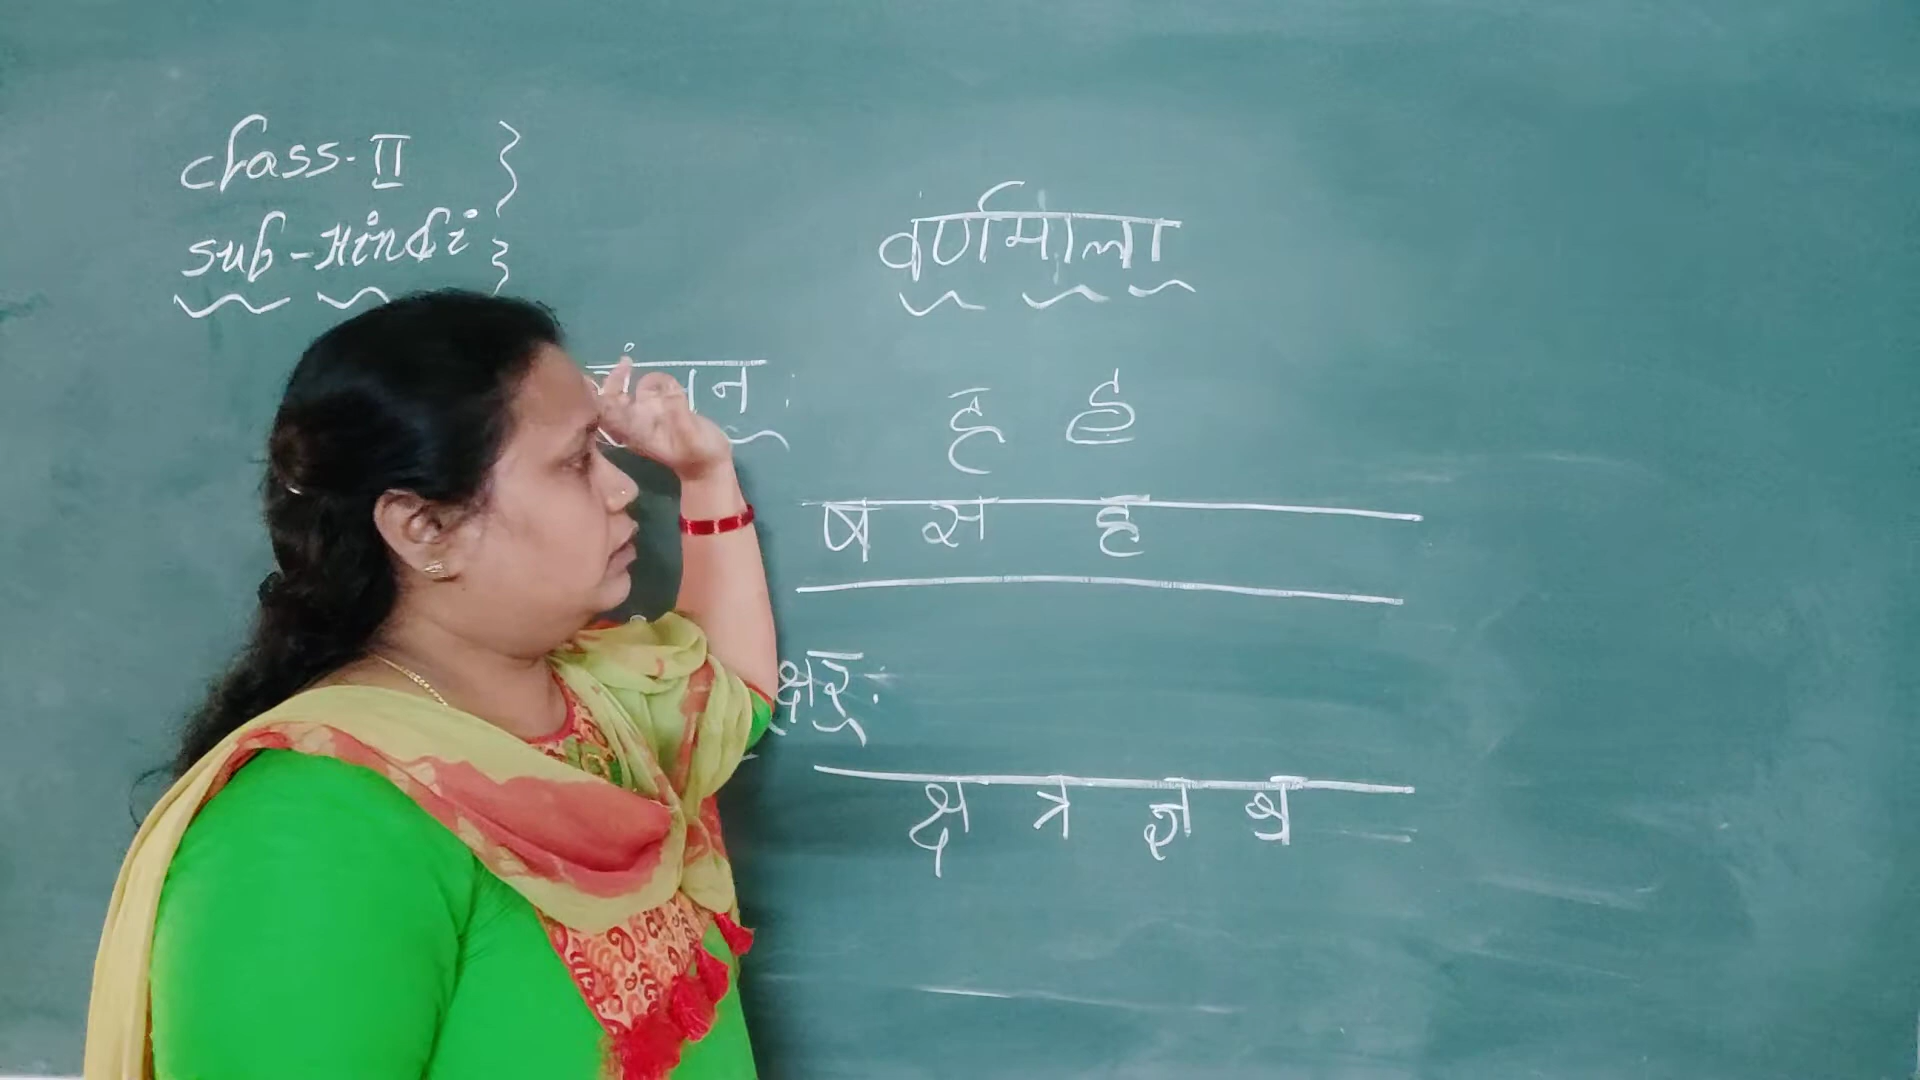 class-II }
sub-Hindi }
वर्णमाला
ह ह
ष स ह
क्ष त्र ज्ञ श्र